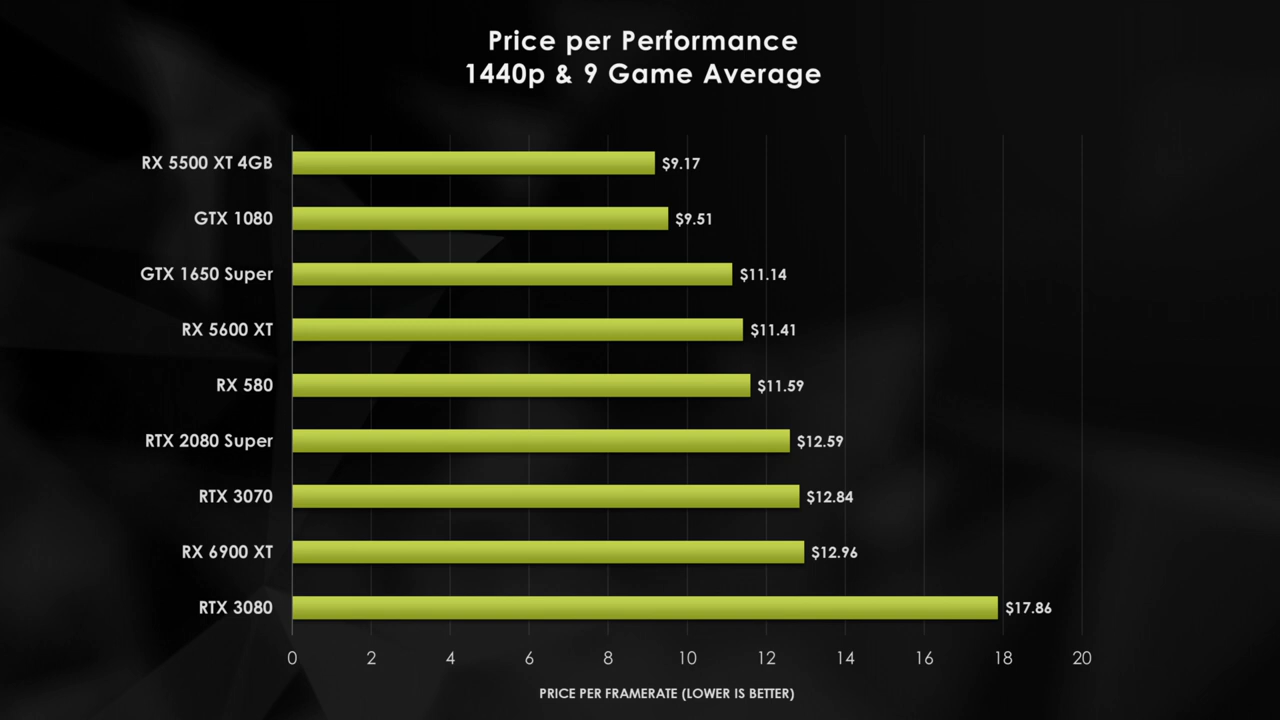 Price per Performance
1440p & 9 Game Average
RX 5500 XT 4GB $9.17
GTX 1080 $9.51
GTX 1650 Super $11.14
RX 5600 XT $11.41
RX 580 $11.59
RTX 2080 Super $12.59
RTX 3070 $12.84
RX 6900 XT $12.96
RTX 3080 $17.86
0 2 4 6 8 10 12 14 16 18 20
PRICE PER FRAMERATE (LOWER IS BETTER)